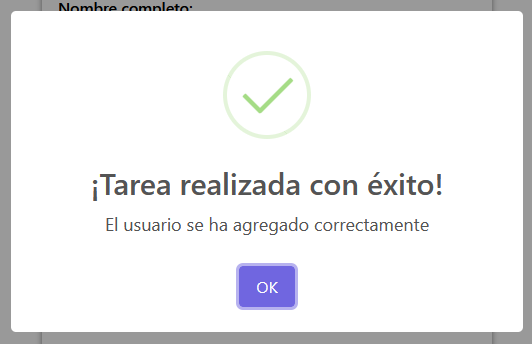 Nombre completo:
¡Tarea realizada con éxito!
El usuario se ha agregado correctamente
OK